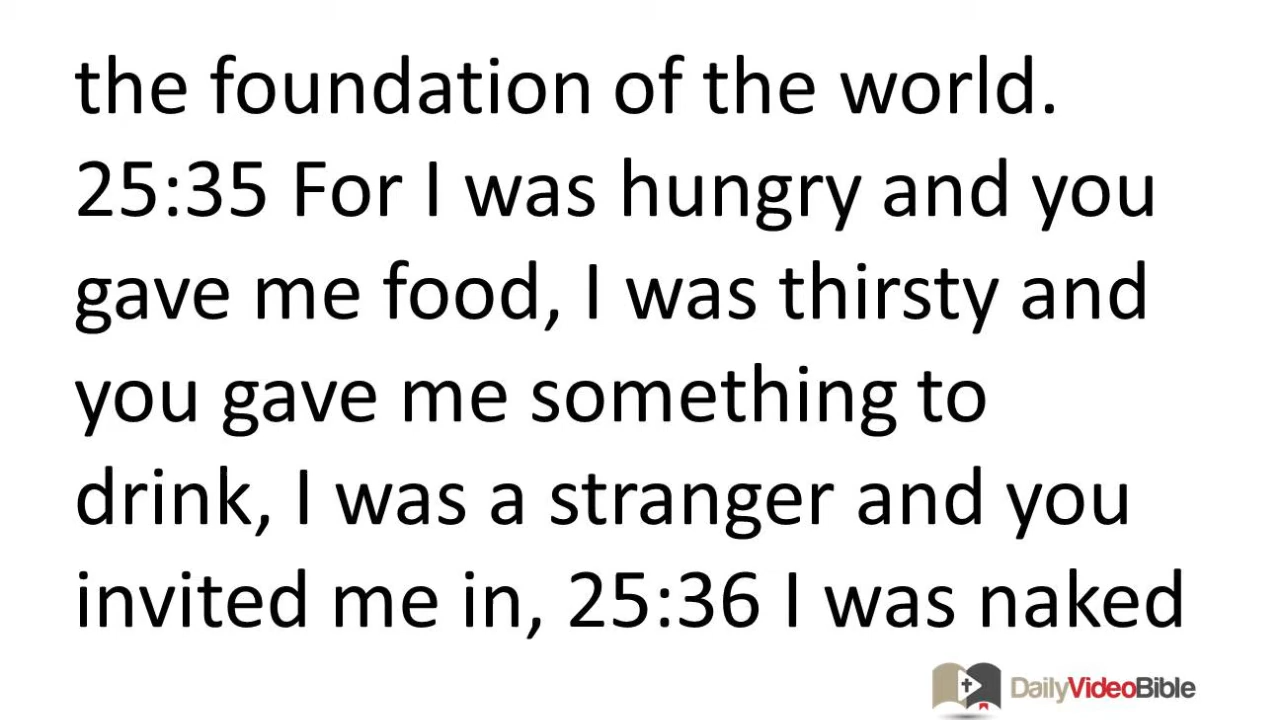 the foundation of the world.
25:35 For I was hungry and you
gave me food, I was thirsty and
you gave me something to
drink, I was a stranger and you
invited me in, 25:36 I was naked
DailyVideoBible